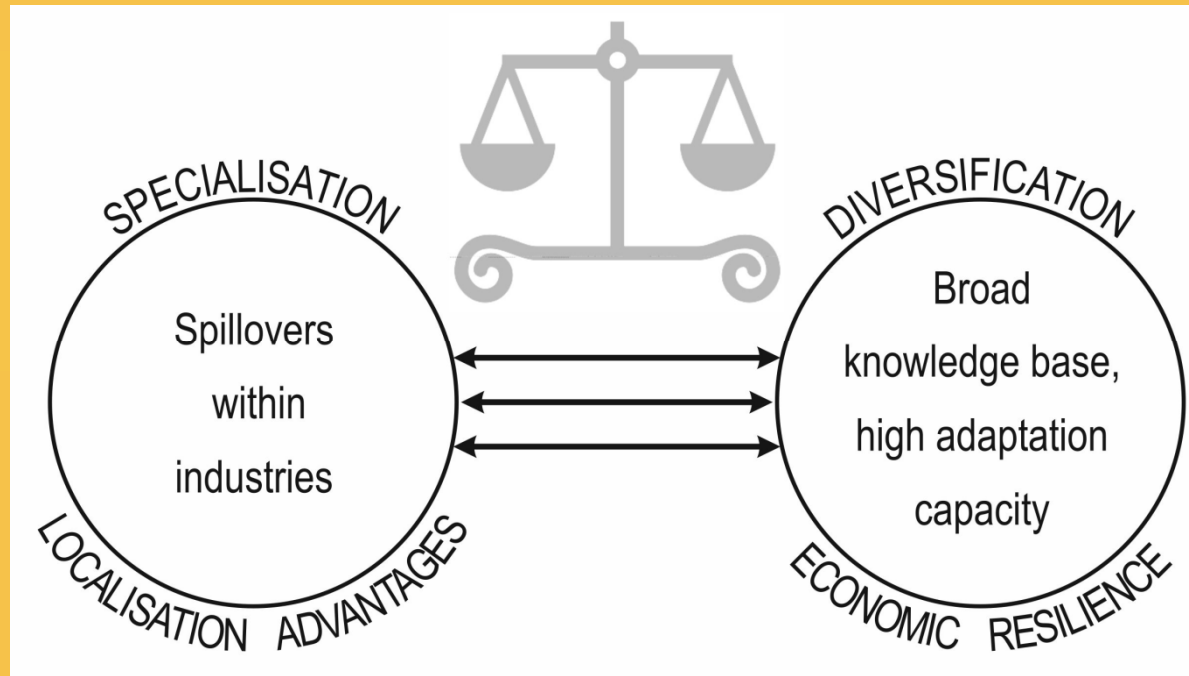 SPECIALISATION
Spillovers
within
industries
LOCALISATION ADVANTAGES
DIVERSIFICATION
Broad
knowledge base,
high adaptation
capacity
ECONOMIC RESILIENCE